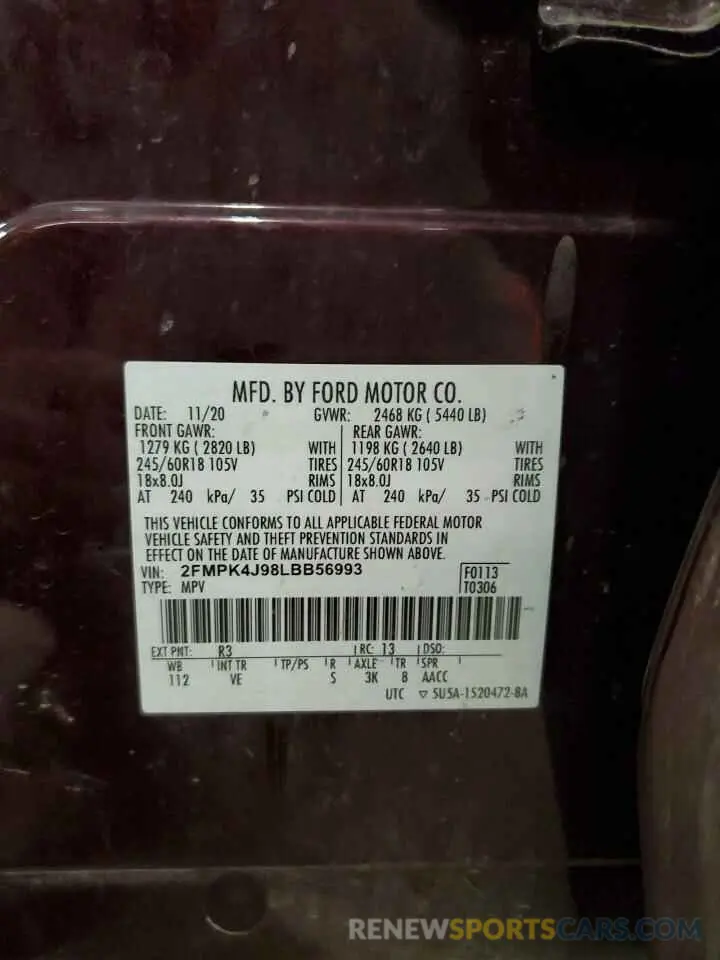 MFD. BY FORD MOTOR CO.
DATE: 11/20 GVWR: 2468 KG ( 5440 LB)
FRONT GAWR: REAR GAWR:
1279 KG ( 2820 LB) WITH 1198 KG ( 2640 LB) WITH
245/60R18 105V TIRES 245/60R18 105V TIRES
18x8.0J RIMS 18x8.0J RIMS
AT 240 kPa/ 35 PSI COLD AT 240 kPa/ 35 PSI COLD
THIS VEHICLE CONFORMS TO ALL APPLICABLE FEDERAL MOTOR
VEHICLE SAFETY AND THEFT PREVENTION STANDARDS IN
EFFECT ON THE DATE OF MANUFACTURE SHOWN ABOVE.
VIN: 2FMPK4J98LBB56993 F0113
TYPE: MPV T0306
EXT PNT: R3 RC: 13 DSO:
WB INT TR TP/PS R AXLE TR SPR
112 VE S 3K 8 AACC
UTC ▽ 5U5A-1520472-BA
RENEWSPORTSCARS.COM